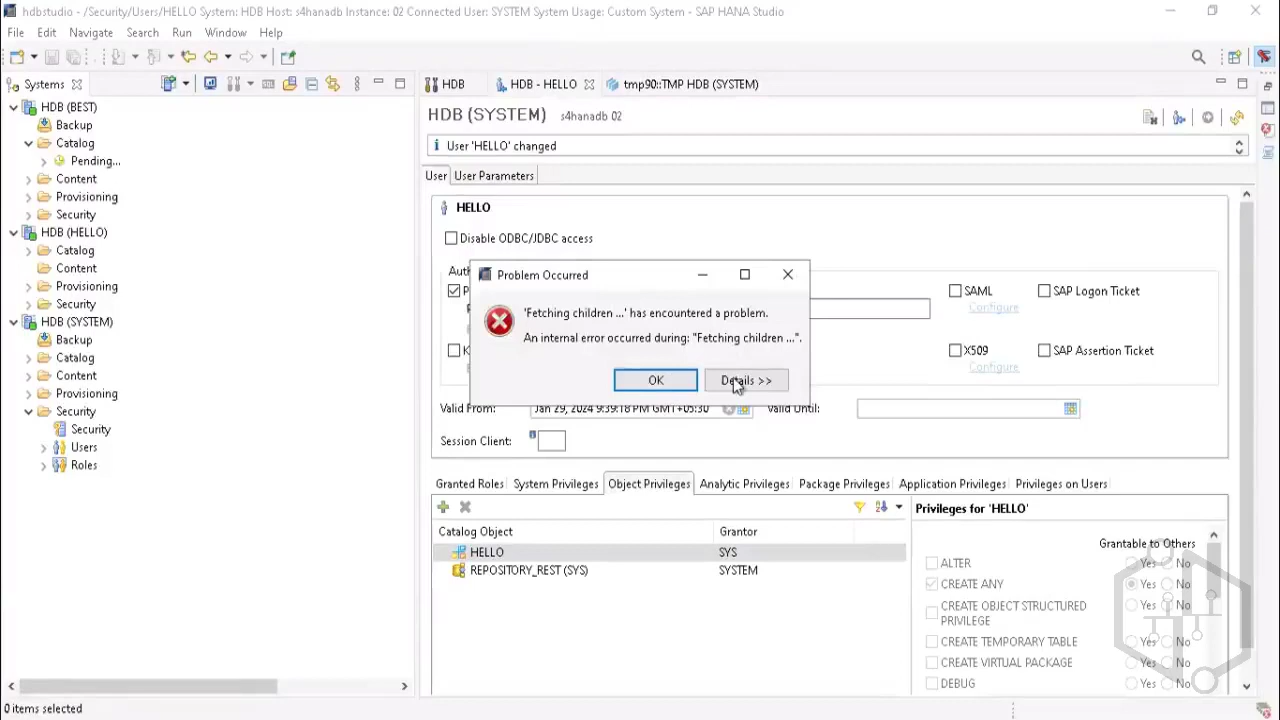 hdbstudio - /Security/Users/HELLO System: HDB Host: s4hanadb Instance: 02 Connected User: SYSTEM System Usage: Custom System - SAP HANA Studio
File Edit Navigate Search Run Window Help
Systems
HDB (BEST)
Backup
Catalog
Pending...
Content
Provisioning
Security
HDB (HELLO)
Catalog
Content
Provisioning
Security
HDB (SYSTEM)
Backup
Catalog
Content
Provisioning
Security
Security
Users
Roles
0 items selected
HDB HDB - HELLO tmp90::TMP HDB (SYSTEM)
HDB (SYSTEM) s4hanadb 02
User 'HELLO' changed
User User Parameters
HELLO
Disable ODBC/JDBC access
SAML SAP Logon Ticket
Configure
X509 SAP Assertion Ticket
Configure
Problem Occurred
'Fetching children ...' has encountered a problem.
An internal error occurred during: "Fetching children ...".
OK Details >>
Valid From: Jan 29, 2024 9:39:18 PM GMT+05:30 Valid Until:
Session Client:
Granted Roles System Privileges Object Privileges Analytic Privileges Package Privileges Application Privileges Privileges on Users
Catalog Object Grantor
HELLO SYS
REPOSITORY_REST (SYS) SYSTEM
Privileges for 'HELLO'
Grantable to Others
ALTER Yes No
CREATE ANY Yes No
CREATE OBJECT STRUCTURED Yes No
PRIVILEGE
CREATE TEMPORARY TABLE Yes No
CREATE VIRTUAL PACKAGE Yes No
DEBUG Yes No